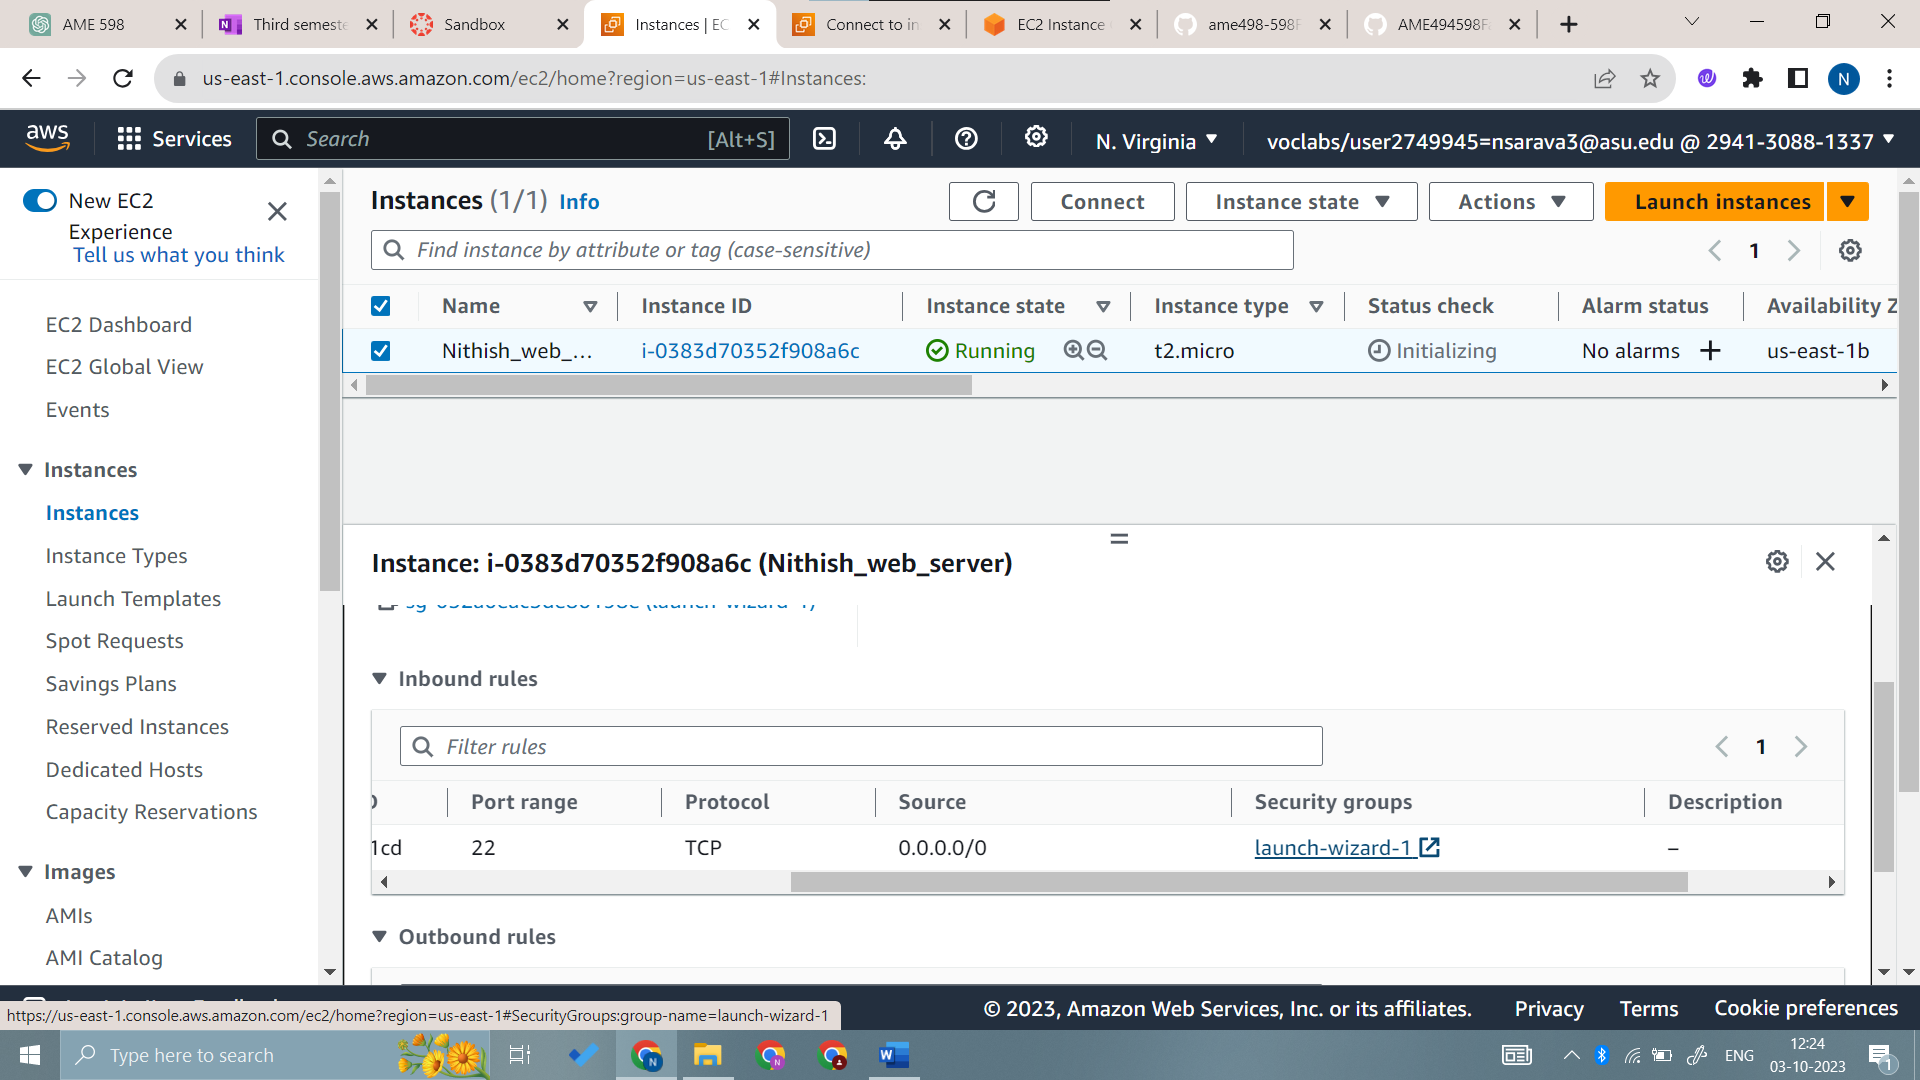 AME 598
Third semeste
Sandbox
Instances | EC
Connect to in
EC2 Instance
ame498-598F
AME494598F
us-east-1.console.aws.amazon.com/ec2/home?region=us-east-1#Instances:
N
aws
Services
Search
[Alt+S]
N. Virginia
voclabs/user2749945=nsarava3@asu.edu @ 2941-3088-1337
New EC2
Experience
Tell us what you think
EC2 Dashboard
EC2 Global View
Events
Instances
Instances
Instance Types
Launch Templates
Spot Requests
Savings Plans
Reserved Instances
Dedicated Hosts
Capacity Reservations
Images
AMIs
AMI Catalog
Instances (1/1) Info
Connect
Instance state
Actions
Launch instances
Find instance by attribute or tag (case-sensitive)
1
Name
Instance ID
Instance state
Instance type
Status check
Alarm status
Availability Z
Nithish_web_...
i-0383d70352f908a6c
Running
t2.micro
Initializing
No alarms +
us-east-1b
Instance: i-0383d70352f908a6c (Nithish_web_server)
(launch-wizard-1)
Inbound rules
Filter rules
1
Port range
Protocol
Source
Security groups
Description
1cd
22
TCP
0.0.0.0/0
launch-wizard-1
–
Outbound rules
© 2023, Amazon Web Services, Inc. or its affiliates.
Privacy
Terms
Cookie preferences
https://us-east-1.console.aws.amazon.com/ec2/home?region=us-east-1#SecurityGroups:group-name=launch-wizard-1
Type here to search
ENG
12:24
03-10-2023
1